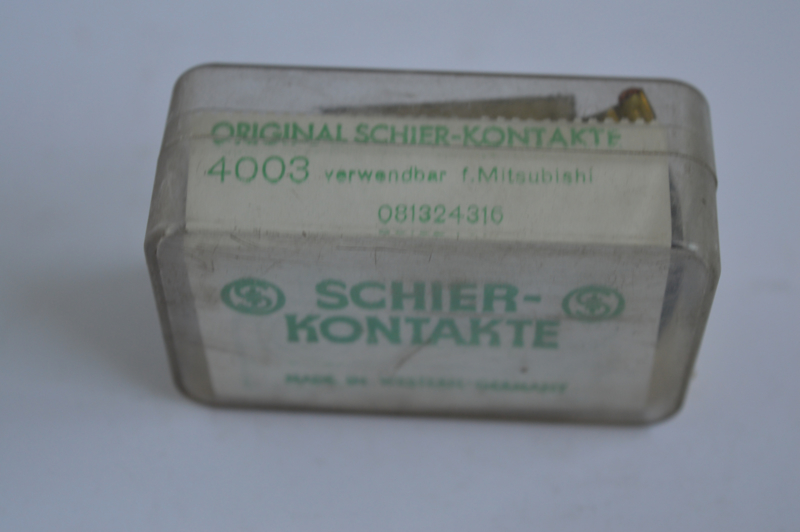 ORIGINAL SCHIER-KONTAKTE
4003 verwendbar f. Mitsubishi
081324316
SCHIER-
KONTAKTE
MADE IN WESTERN GERMANY